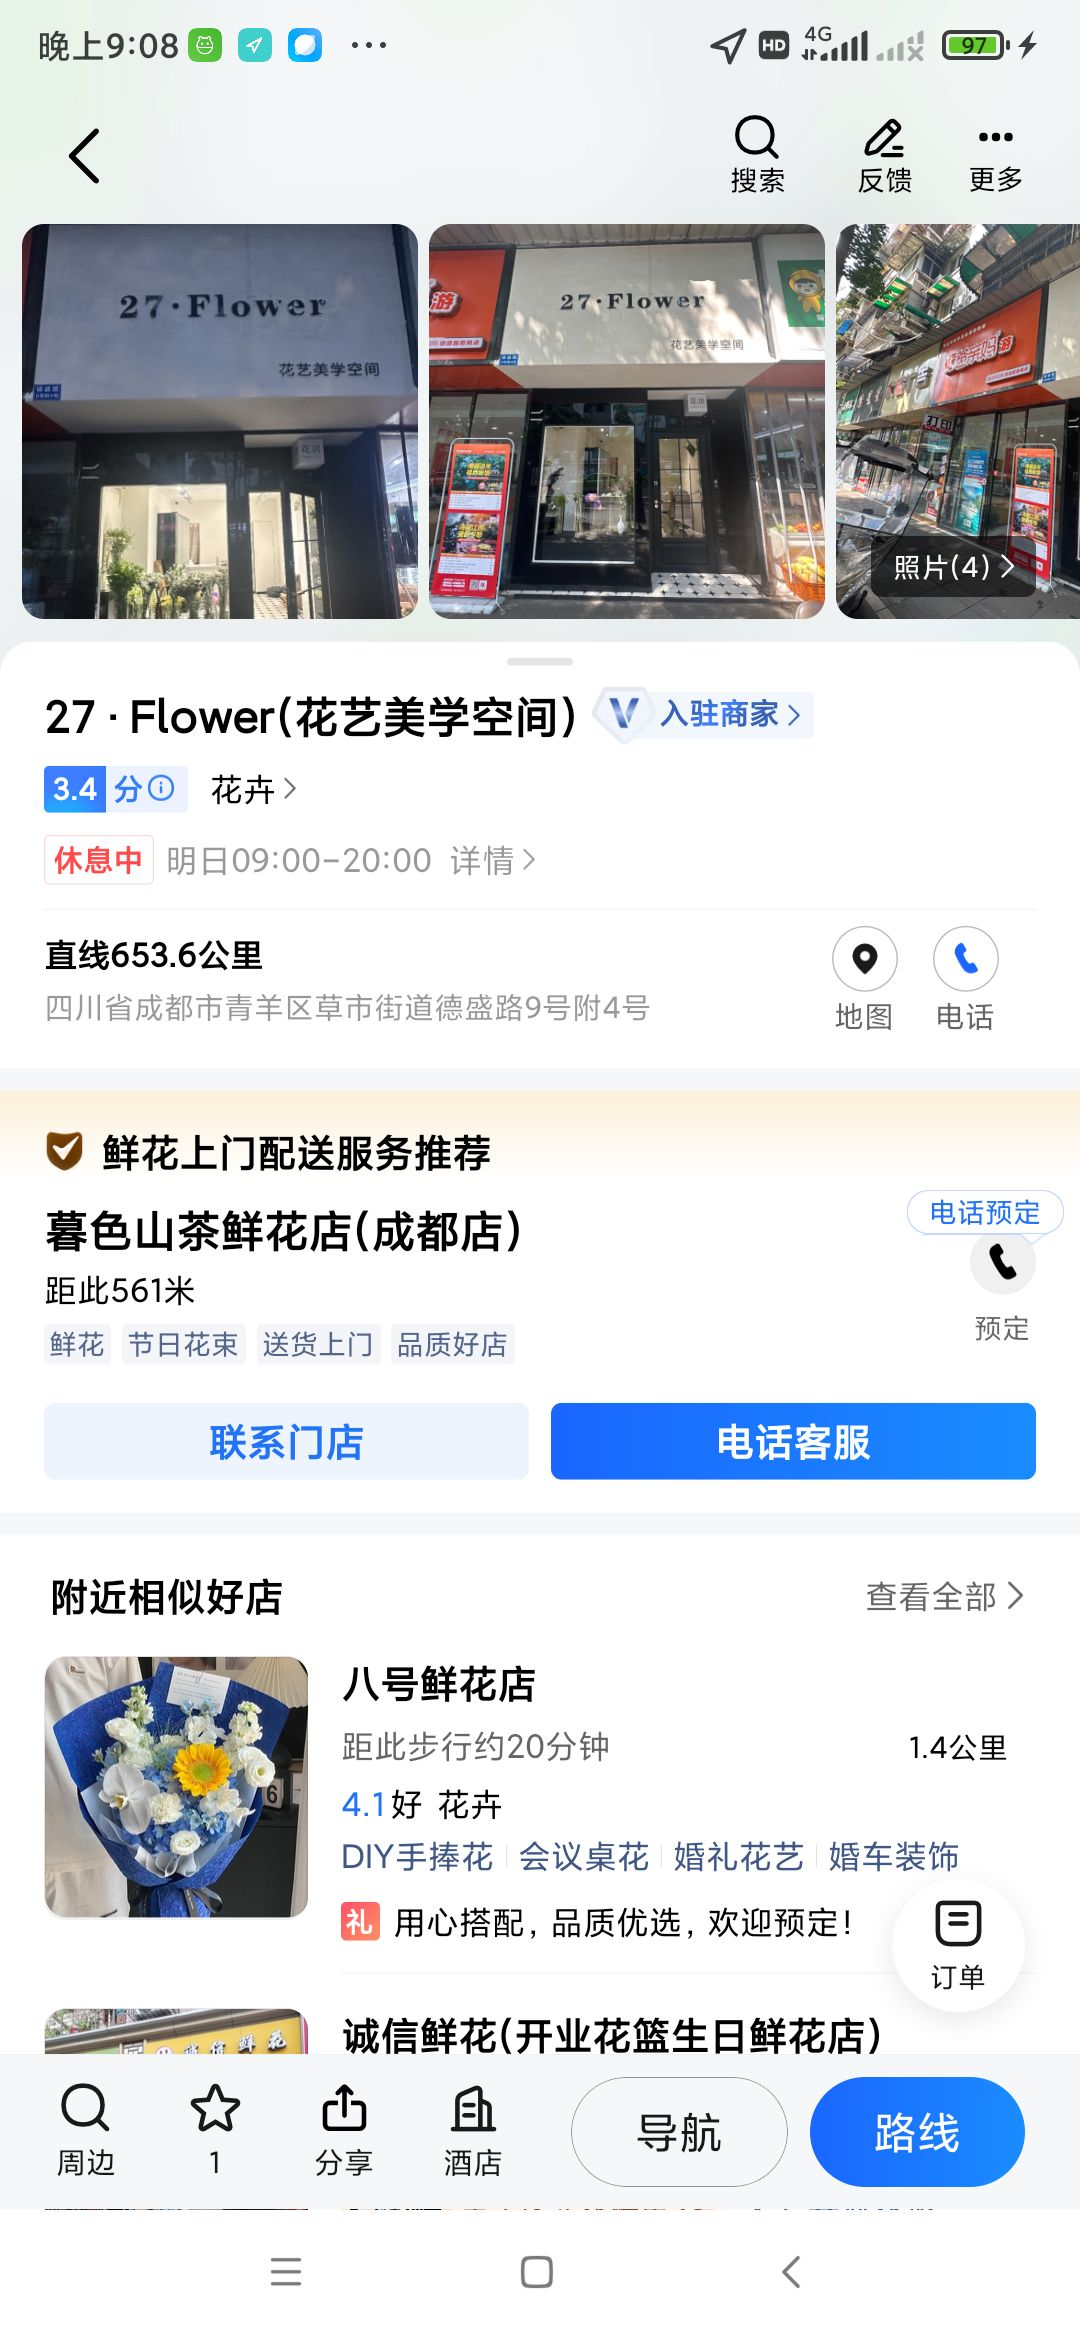 晚上9:08
HD
4G
97
搜索
反馈
更多
27·Flower
花艺美学空间
花房
27·Flower
花艺美学空间
花房
游
打印
游
照片(4)
27·Flower(花艺美学空间)
入驻商家
3.4分
花卉
休息中 明日09:00-20:00 详情
直线653.6公里
四川省成都市青羊区草市街道德盛路9号附4号
地图
电话
鲜花上门配送服务推荐
暮色山茶鲜花店(成都店)
电话预定
距此561米
预定
鲜花 节日花束 送货上门 品质好店
联系门店
电话客服
附近相似好店
查看全部
八号鲜花店
距此步行约20分钟
1.4公里
4.1好 花卉
DIY手捧花 会议桌花 婚礼花艺 婚车装饰
礼 用心搭配, 品质优选, 欢迎预定!
订单
诚信鲜花(开业花篮生日鲜花店)
周边
1
分享
酒店
导航
路线